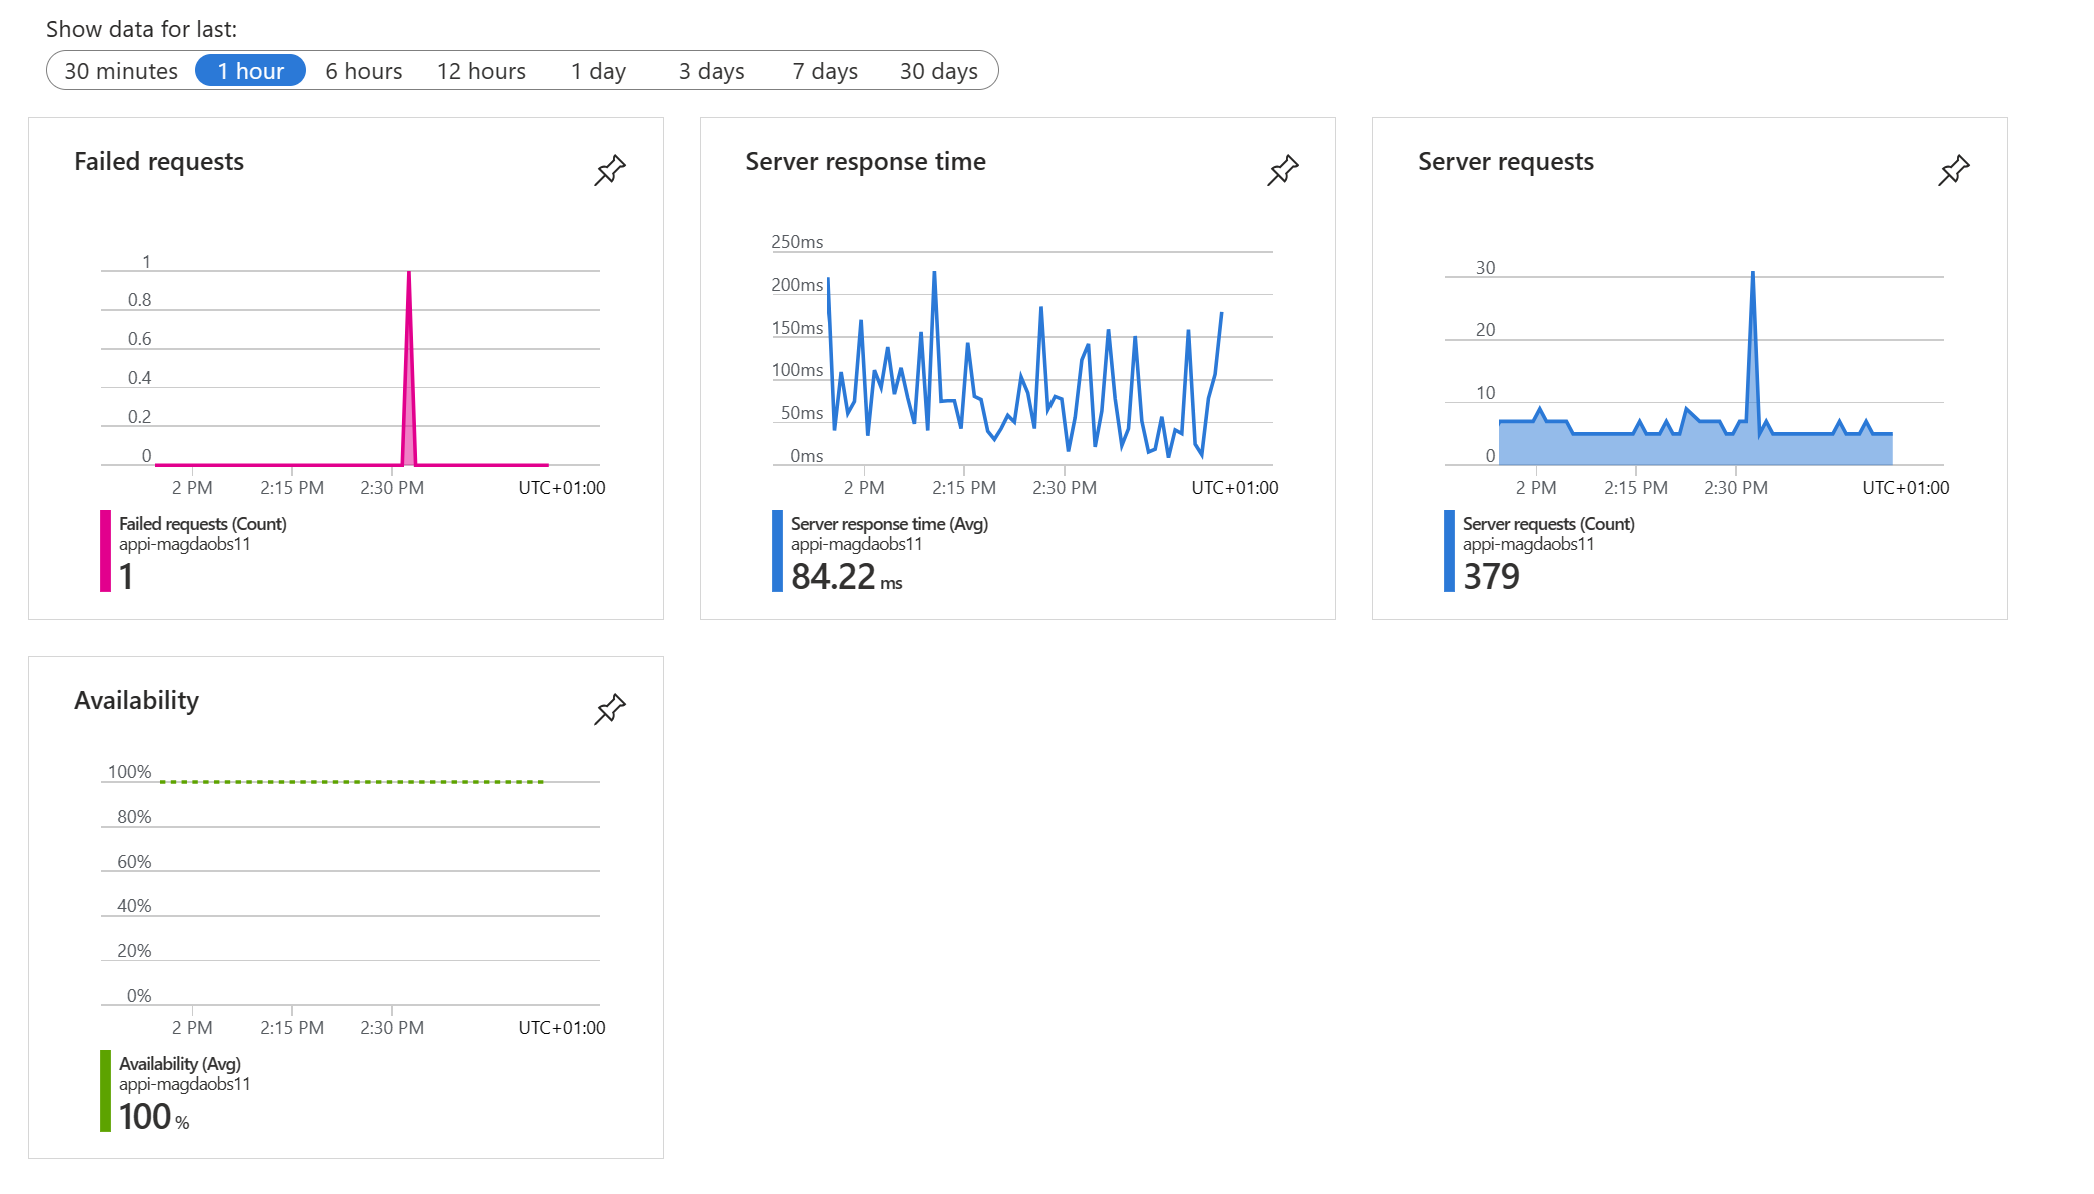 Show data for last:
30 minutes 1 hour 6 hours 12 hours 1 day 3 days 7 days 30 days
Failed requests
1
0.8
0.6
0.4
0.2
0
2 PM 2:15 PM 2:30 PM UTC+01:00
Failed requests (Count)
appi-magdaobs11
1
Server response time
250ms
200ms
150ms
100ms
50ms
0ms
2 PM 2:15 PM 2:30 PM UTC+01:00
Server response time (Avg)
appi-magdaobs11
84.22 ms
Server requests
30
20
10
0
2 PM 2:15 PM 2:30 PM UTC+01:00
Server requests (Count)
appi-magdaobs11
379
Availability
100%
80%
60%
40%
20%
0%
2 PM 2:15 PM 2:30 PM UTC+01:00
Availability (Avg)
appi-magdaobs11
100 %